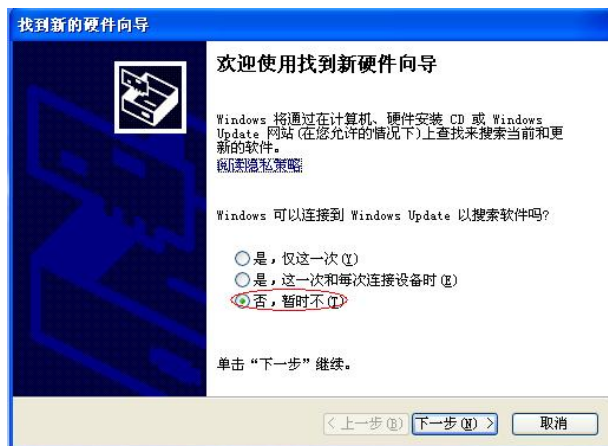 找到新的硬件向导
欢迎使用找到新硬件向导
Windows 将通过在计算机、硬件安装 CD 或 Windows
Update 网站(在您允许的情况下)上查找来搜索当前和更
新的软件。
阅读隐私策略
Windows 可以连接到 Windows Update 以搜索软件吗?
是，仅这一次(Y)
是，这一次和每次连接设备时(E)
否，暂时不(T)
单击“下一步”继续。
< 上一步(B) 下一步(N) > 取消